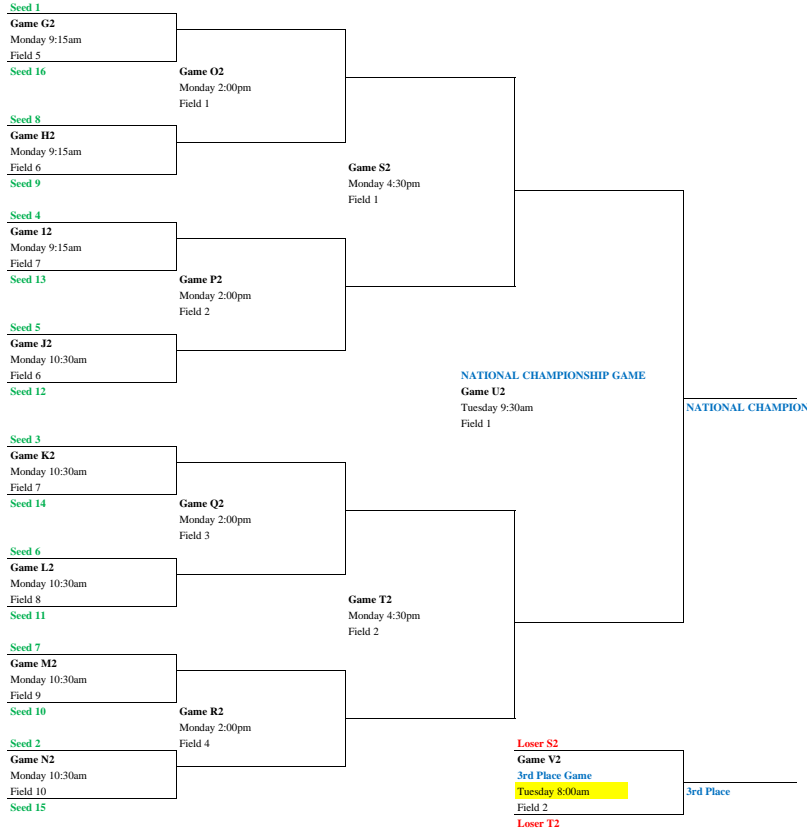 Seed 1
Game G2
Monday 9:15am
Field 5
Seed 16
Game O2
Monday 2:00pm
Field 1
Seed 8
Game H2
Monday 9:15am
Field 6
Seed 9
Game S2
Monday 4:30pm
Field 1
Seed 4
Game 12
Monday 9:15am
Field 7
Seed 13
Game P2
Monday 2:00pm
Field 2
Seed 5
Game J2
Monday 10:30am
Field 6
Seed 12
NATIONAL CHAMPIONSHIP GAME
Game U2
Tuesday 9:30am
Field 1
NATIONAL CHAMPION
Seed 3
Game K2
Monday 10:30am
Field 7
Seed 14
Game Q2
Monday 2:00pm
Field 3
Seed 6
Game L2
Monday 10:30am
Field 8
Seed 11
Game T2
Monday 4:30pm
Field 2
Seed 7
Game M2
Monday 10:30am
Field 9
Seed 10
Game R2
Monday 2:00pm
Field 4
Seed 2
Game N2
Monday 10:30am
Field 10
Seed 15
Loser S2
Game V2
3rd Place Game
Tuesday 8:00am
Field 2
Loser T2
3rd Place